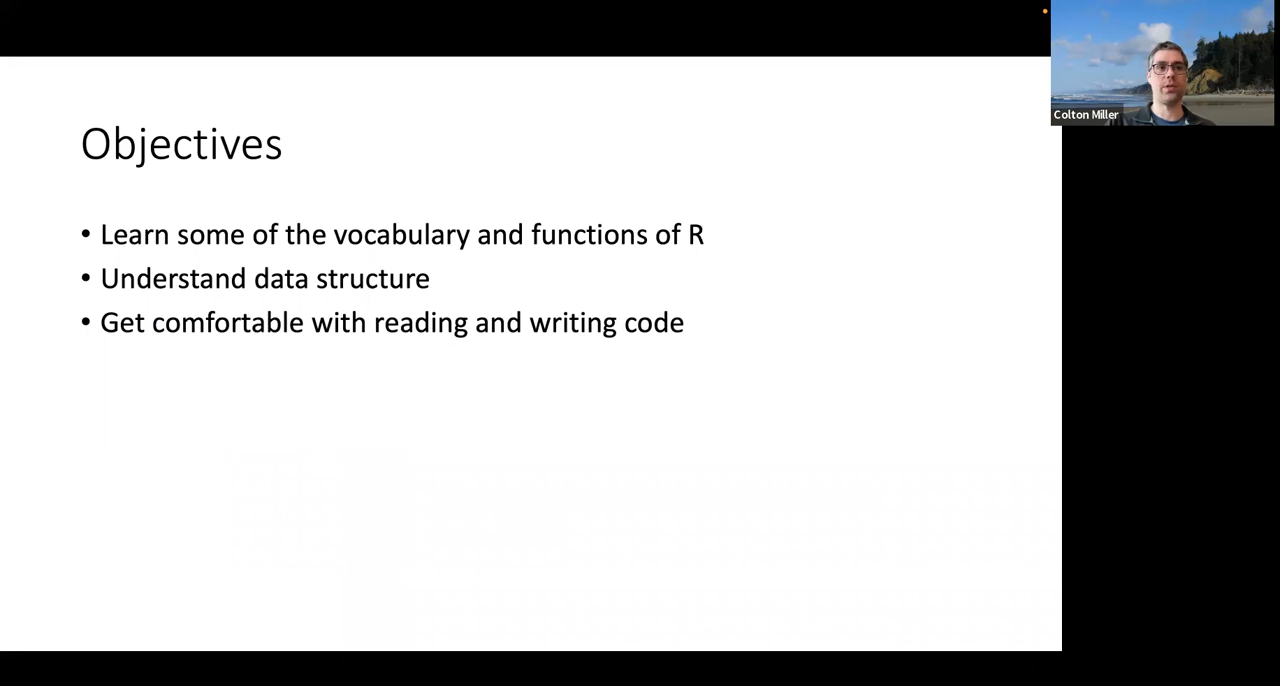 Objectives
• Learn some of the vocabulary and functions of R
• Understand data structure
• Get comfortable with reading and writing code
Colton Miller